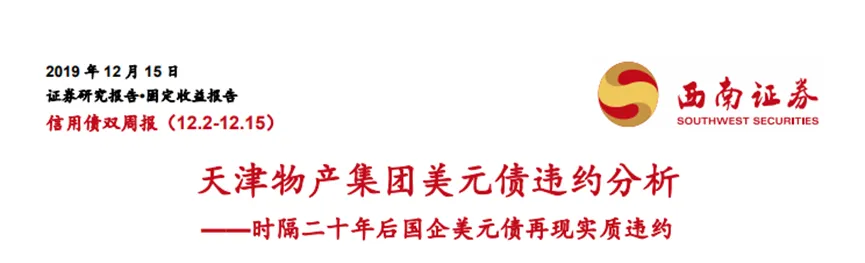 2019 年 12 月 15 日
证券研究报告•固定收益报告
信用债双周报（12.2-12.15）
西南证券
SOUTHWEST SECURITIES
天津物产集团美元债违约分析
——时隔二十年后国企美元债再现实质违约